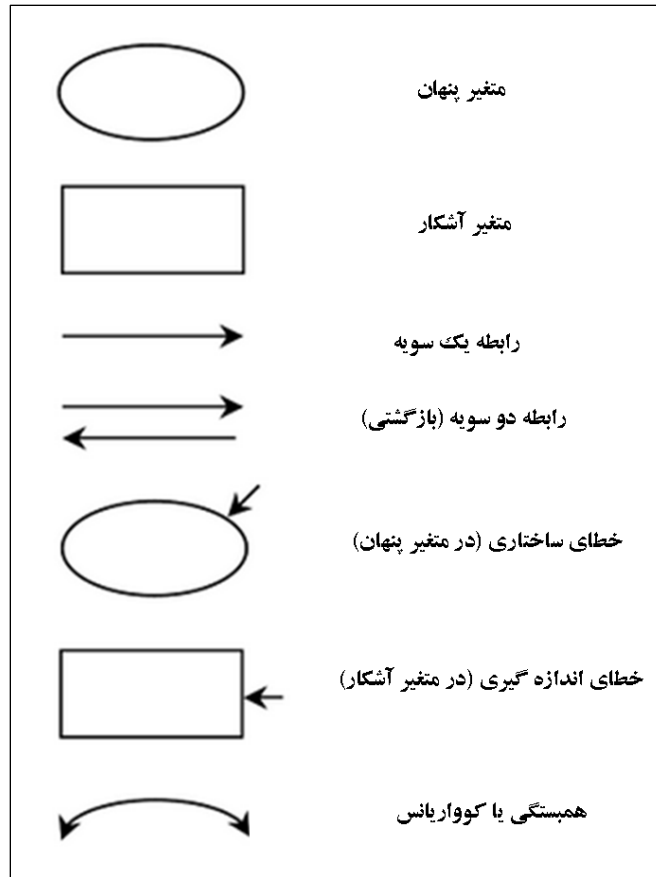 متغیر پنهان
متغیر آشکار
رابطه یک سویه
رابطه دو سویه (بازگشتی)
خطای ساختاری (در متغیر پنهان)
خطای اندازه گیری (در متغیر آشکار)
همبستگی یا کوواریانس